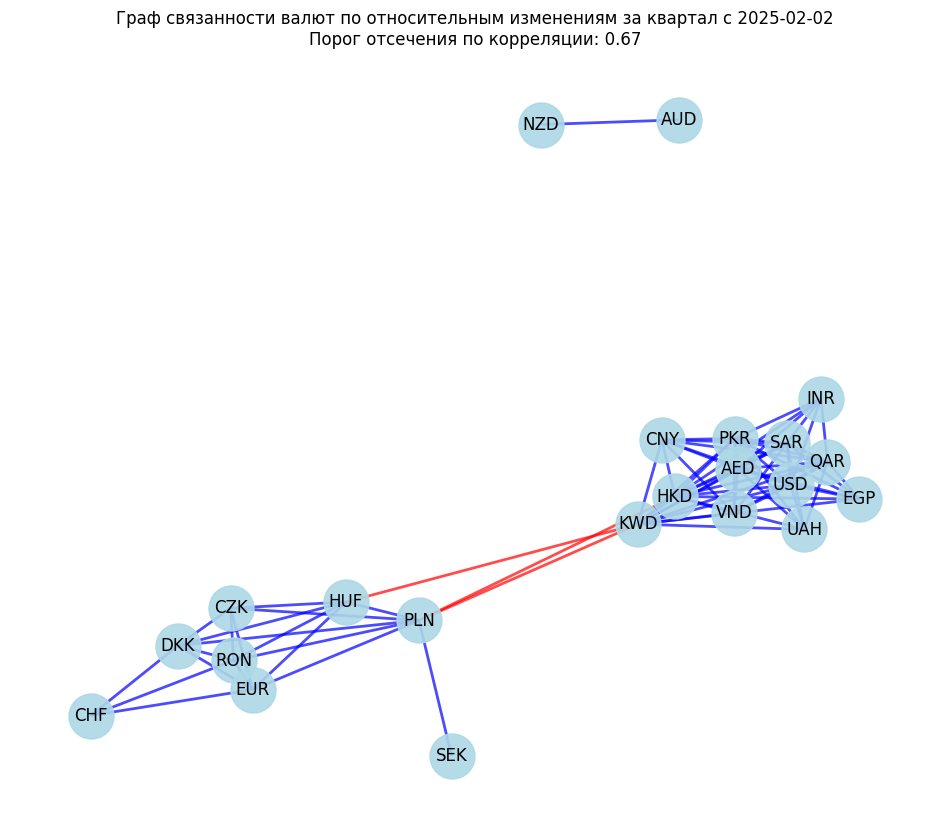 Граф связанности валют по относительным изменениям за квартал с 2025-02-02
Порог отсечения по корреляции: 0.67
NZD
AUD
INR
CNY
PKR
SAR
AED
QAR
USD
HKD
EGP
VND
KWD
UAH
HUF
CZK
PLN
DKK
RON
EUR
CHF
SEK